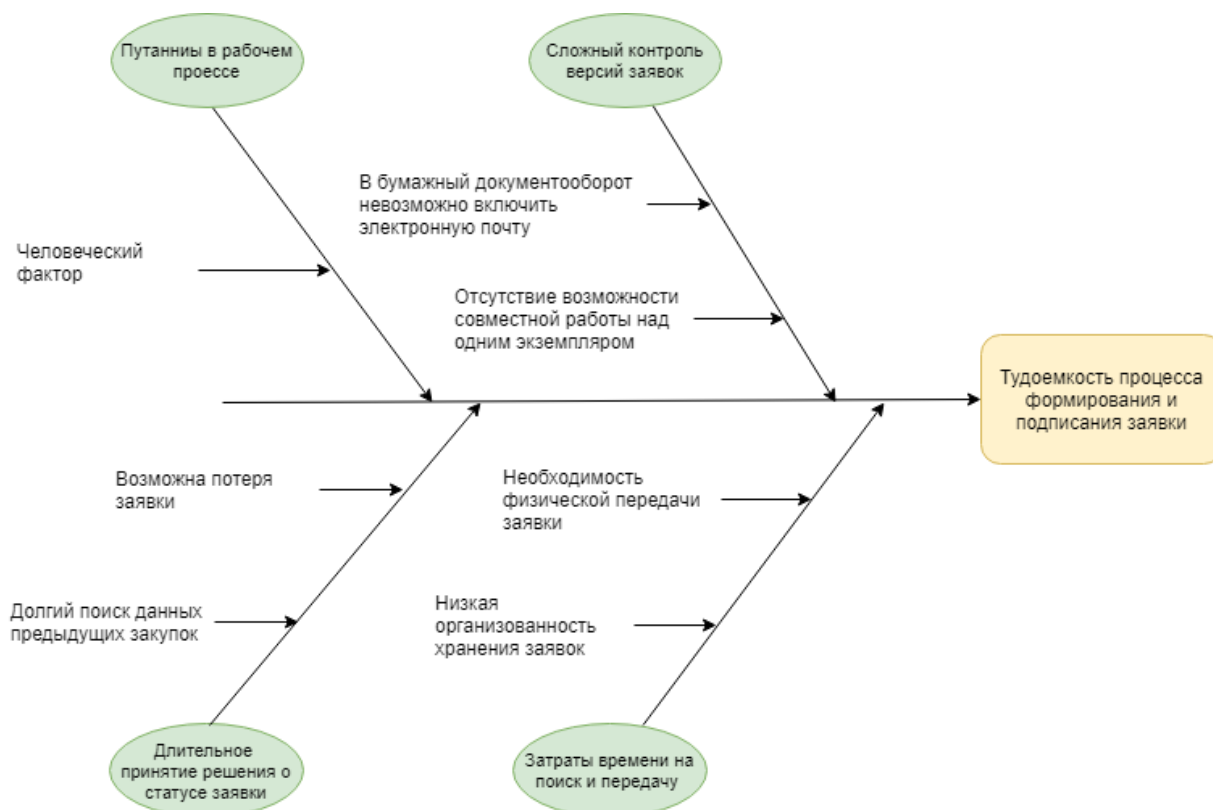 Путанниы в рабочем
проессе
Сложный контроль
версий заявок
В бумажный документооборот
невозможно включить
электронную почту
Человеческий
фактор
Отсутствие возможности
совместной работы над
одним экземпляром
Тудоемкость процесса
формирования и
подписания заявки
Возможна потеря
заявки
Необходимость
физической передачи
заявки
Долгий поиск данных
предыдущих закупок
Низкая
организованность
хранения заявок
Длительное
принятие решения о
статусе заявки
Затраты времени на
поиск и передачу